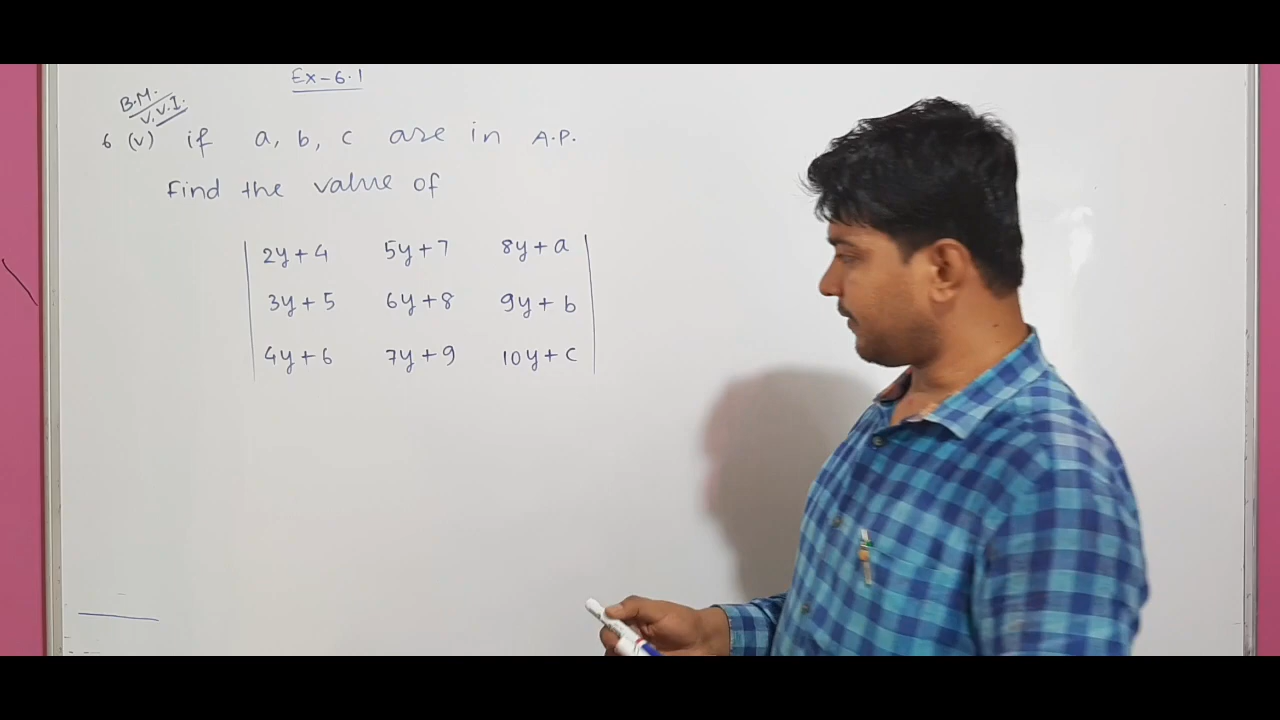 Ex-6.1
B.M.
V.V.I.
6 (v) if a, b, c are in A.P.
Find the value of
2y+4 5y+7 8y+a
3y+5 6y+8 9y+b
4y+6 7y+9 10y+c